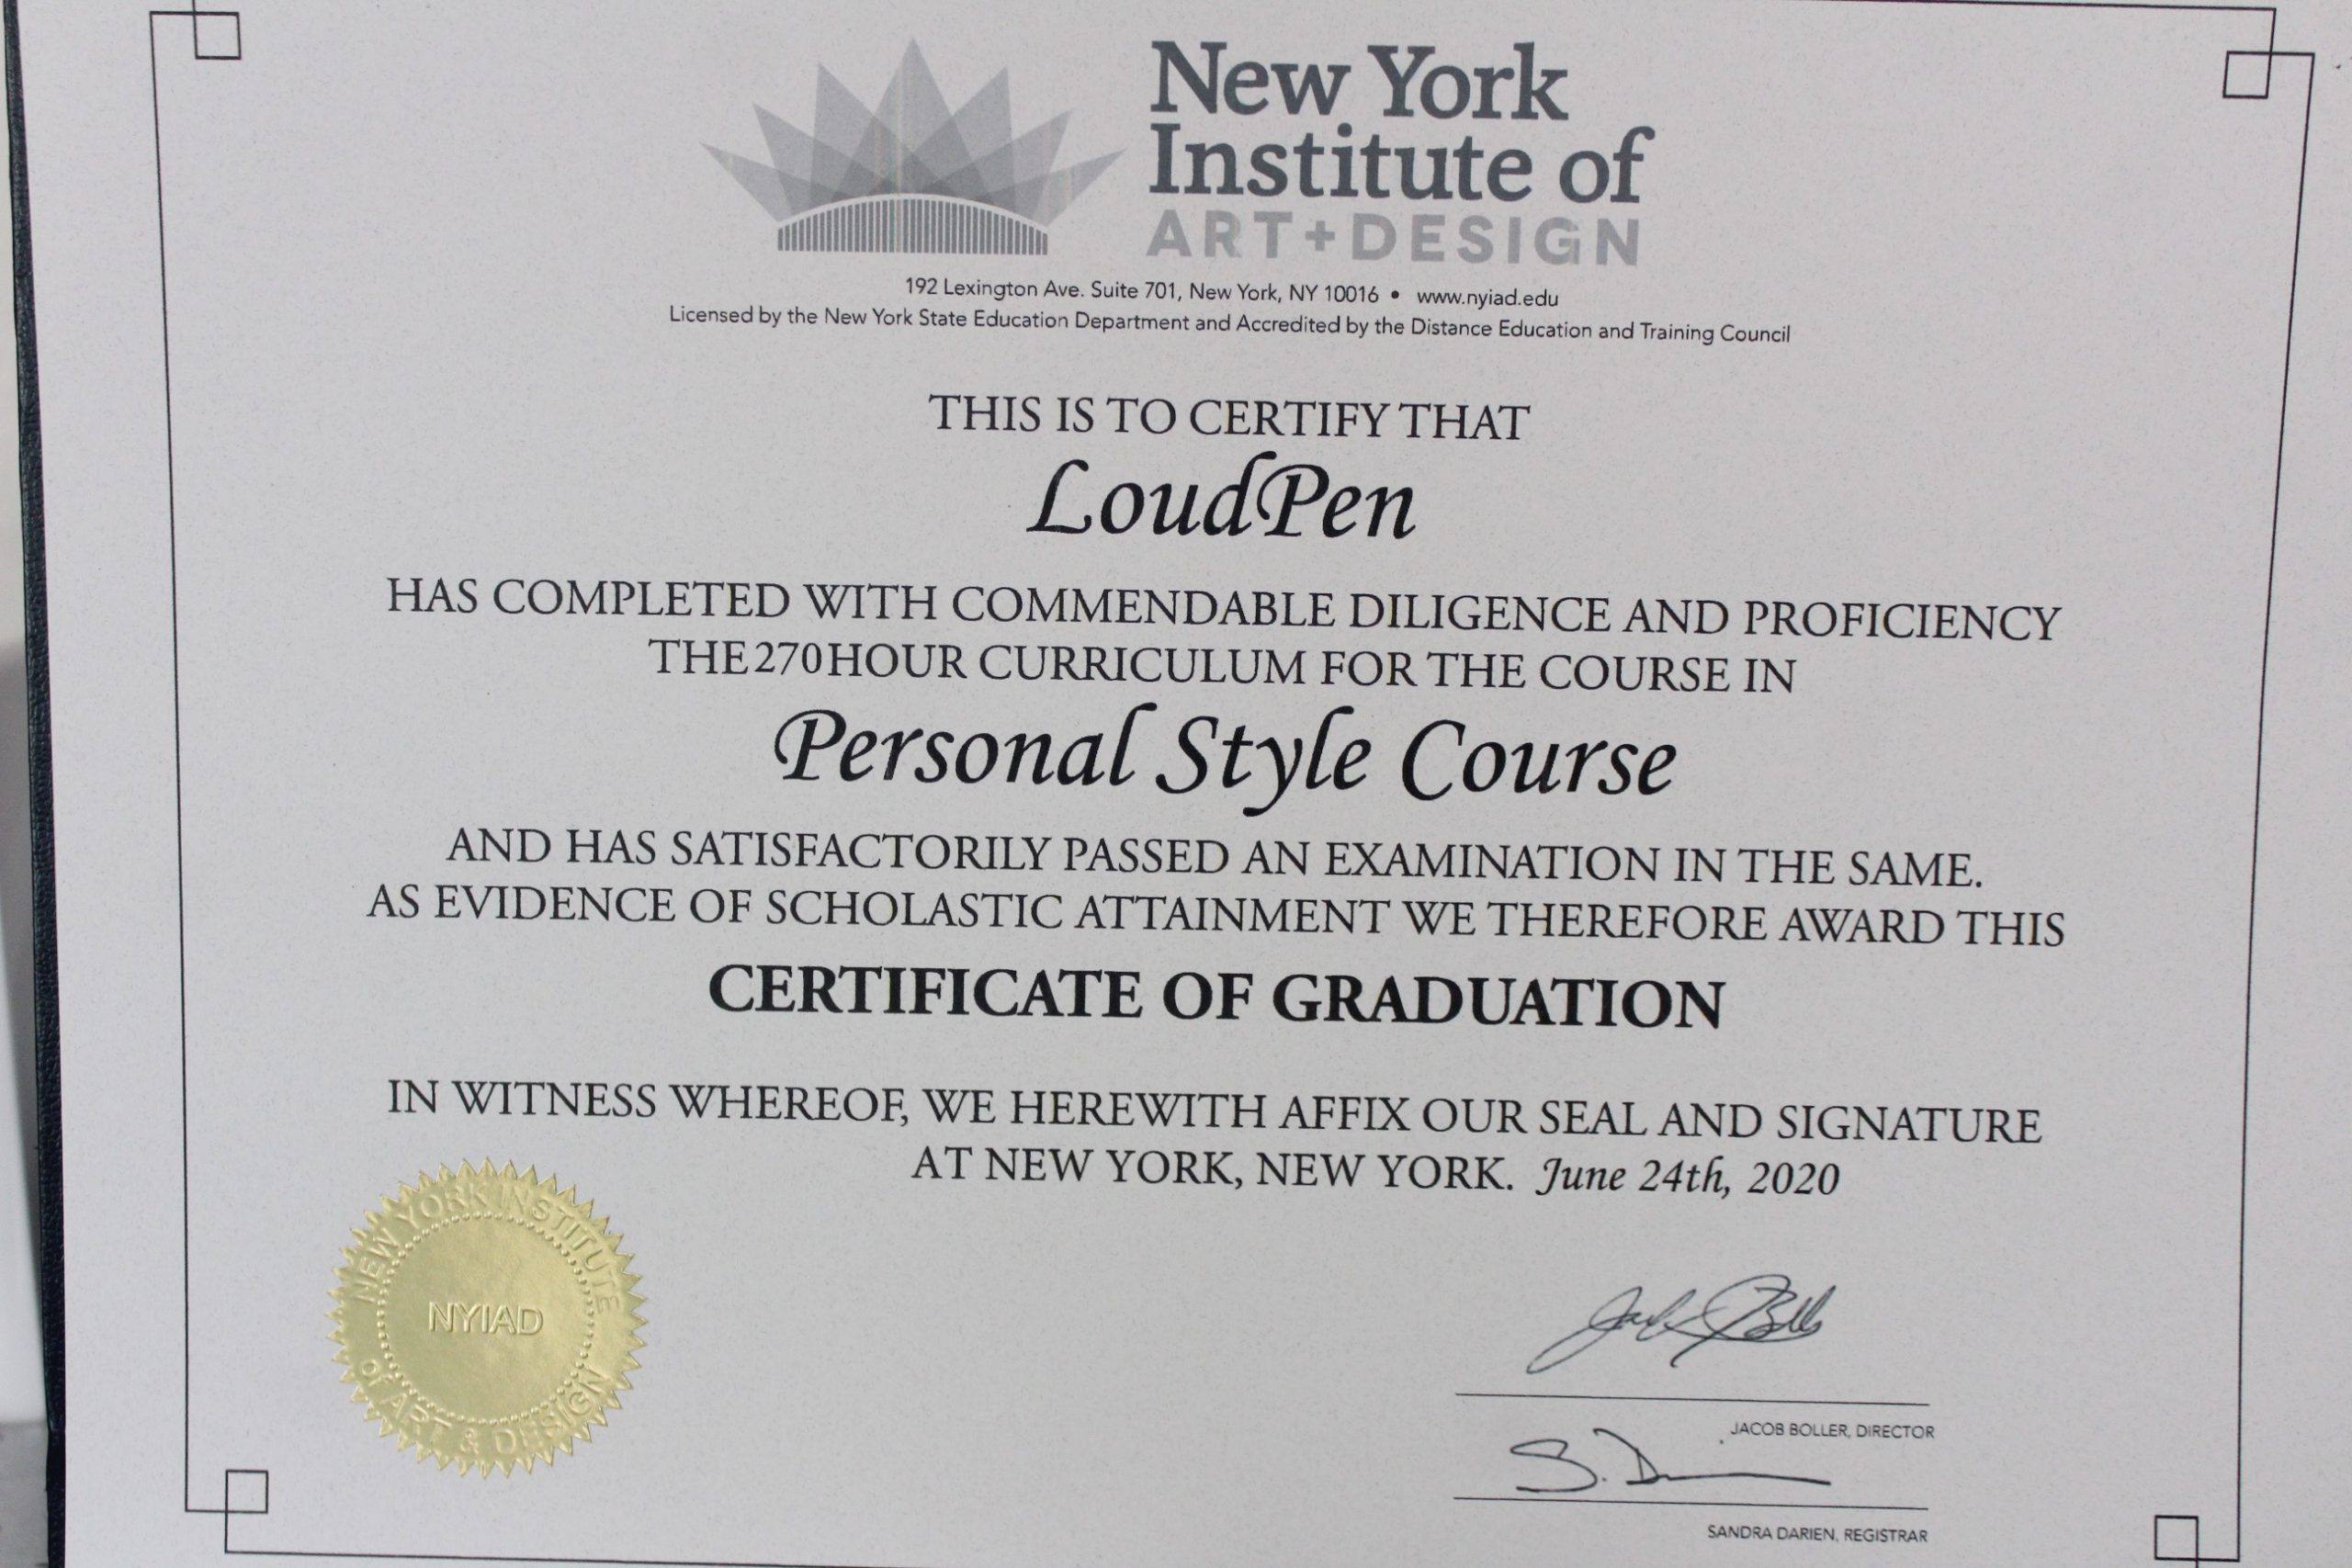 New York
Institute of
ART+DESIGN
192 Lexington Ave. Suite 701, New York, NY 10016 • www.nyiad.edu
Licensed by the New York State Education Department and Accredited by the Distance Education and Training Council
THIS IS TO CERTIFY THAT
LoudPen
HAS COMPLETED WITH COMMENDABLE DILIGENCE AND PROFICIENCY
THE 270 HOUR CURRICULUM FOR THE COURSE IN
Personal Style Course
AND HAS SATISFACTORILY PASSED AN EXAMINATION IN THE SAME.
AS EVIDENCE OF SCHOLASTIC ATTAINMENT WE THEREFORE AWARD THIS
CERTIFICATE OF GRADUATION
IN WITNESS WHEREOF, WE HEREWITH AFFIX OUR SEAL AND SIGNATURE
AT NEW YORK, NEW YORK. June 24th, 2020
NEW YORK INSTITUTE
NYIAD
of ART & DESIGN
JACOB BOLLER, DIRECTOR
S. D
SANDRA DARIEN, REGISTRAR